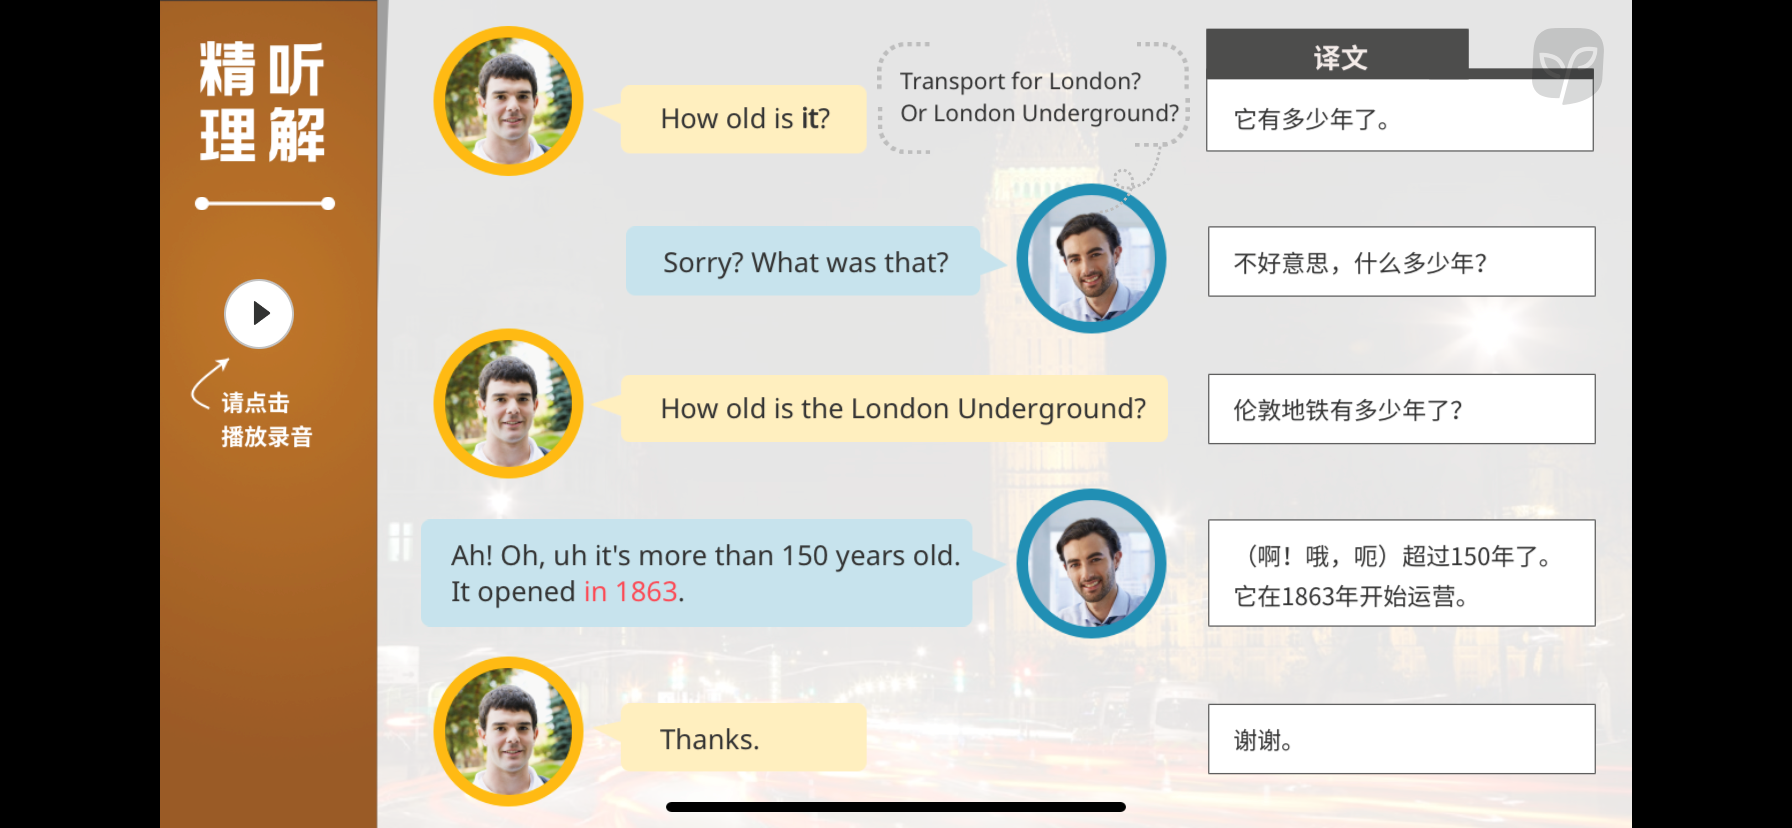 精听
理解
请点击
播放录音
How old is it?
Transport for London?
Or London Underground?
译文
它有多少年了。
Sorry? What was that?
不好意思，什么多少年？
How old is the London Underground?
伦敦地铁有多少年了？
Ah! Oh, uh it's more than 150 years old.
It opened in 1863.
（啊！哦，呃）超过150年了。
它在1863年开始运营。
Thanks.
谢谢。